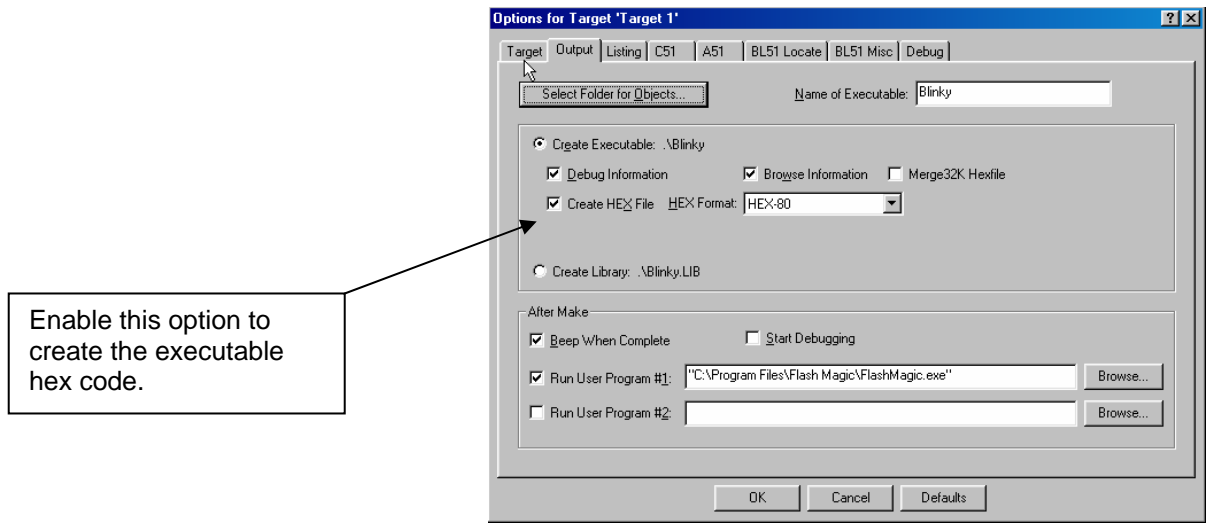 Options for Target 'Target 1'
Target Output Listing C51 A51 BL51 Locate BL51 Misc Debug
Select Folder for Objects... Name of Executable: Blinky
Create Executable: .\Blinky
Debug Information Browse Information Merge32K Hexfile
Create HEX File HEX Format: HEX-80
Create Library: .\Blinky.LIB
Enable this option to
create the executable
hex code.
After Make
Beep When Complete Start Debugging
Run User Program #1: "C:\Program Files\Flash Magic\FlashMagic.exe" Browse...
Run User Program #2: Browse...
OK Cancel Defaults